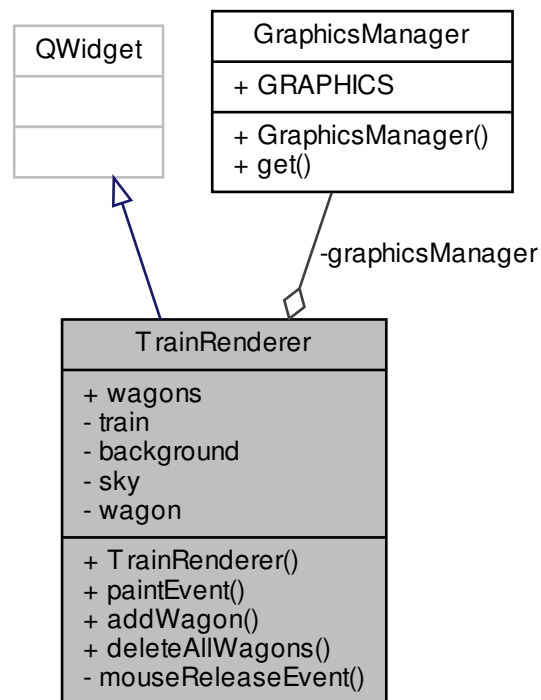 QWidget
GraphicsManager
+ GRAPHICS
+ GraphicsManager()
+ get()
-graphicsManager
TrainRenderer
+ wagons
- train
- background
- sky
- wagon
+ TrainRenderer()
+ paintEvent()
+ addWagon()
+ deleteAllWagons()
- mouseReleaseEvent()